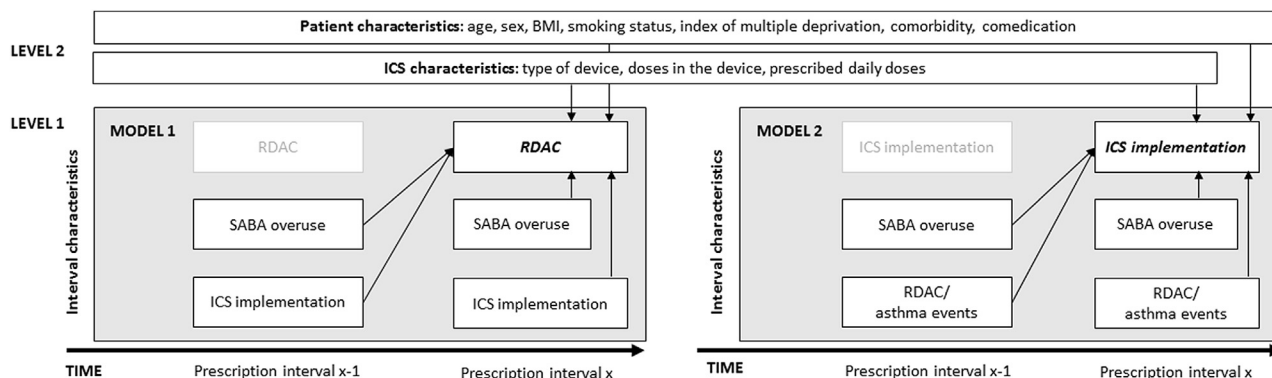 Patient characteristics: age, sex, BMI, smoking status, index of multiple deprivation, comorbidity, comedication
LEVEL 2
ICS characteristics: type of device, doses in the device, prescribed daily doses
LEVEL 1
MODEL 1
Interval characteristics
RDAC
RDAC
SABA overuse
SABA overuse
ICS implementation
ICS implementation
TIME
Prescription interval x-1
Prescription interval x
MODEL 2
Interval characteristics
ICS implementation
ICS implementation
SABA overuse
SABA overuse
RDAC/
asthma events
RDAC/
asthma events
TIME
Prescription interval x-1
Prescription interval x